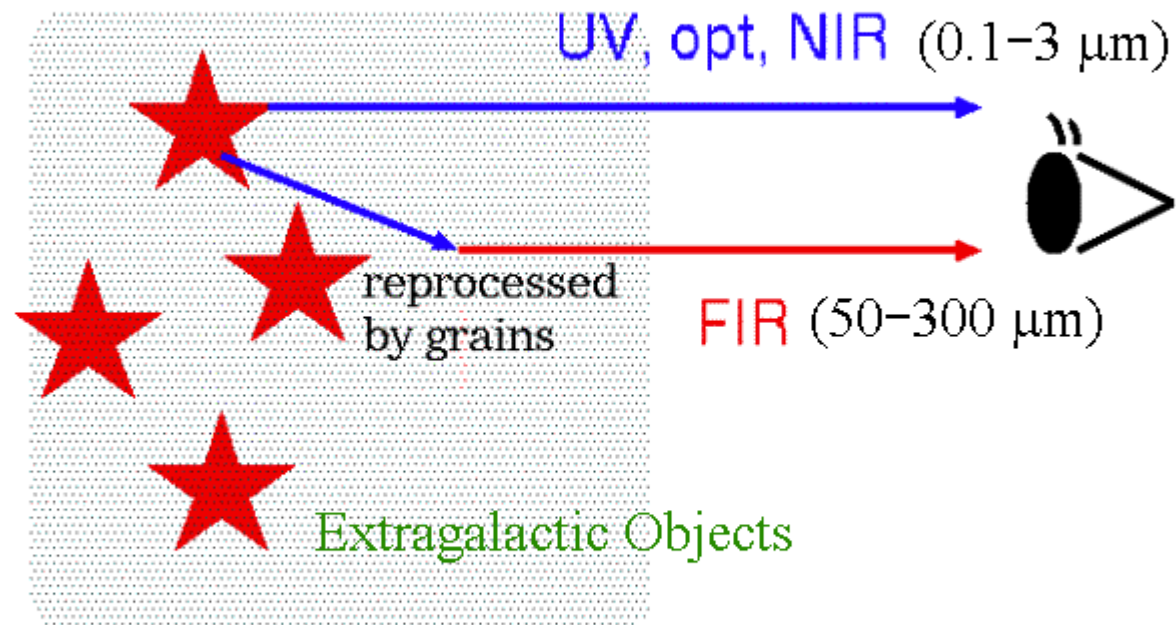 UV, opt, NIR (0.1−3 μm)
reprocessed
by grains
FIR (50−300 μm)
Extragalactic Objects